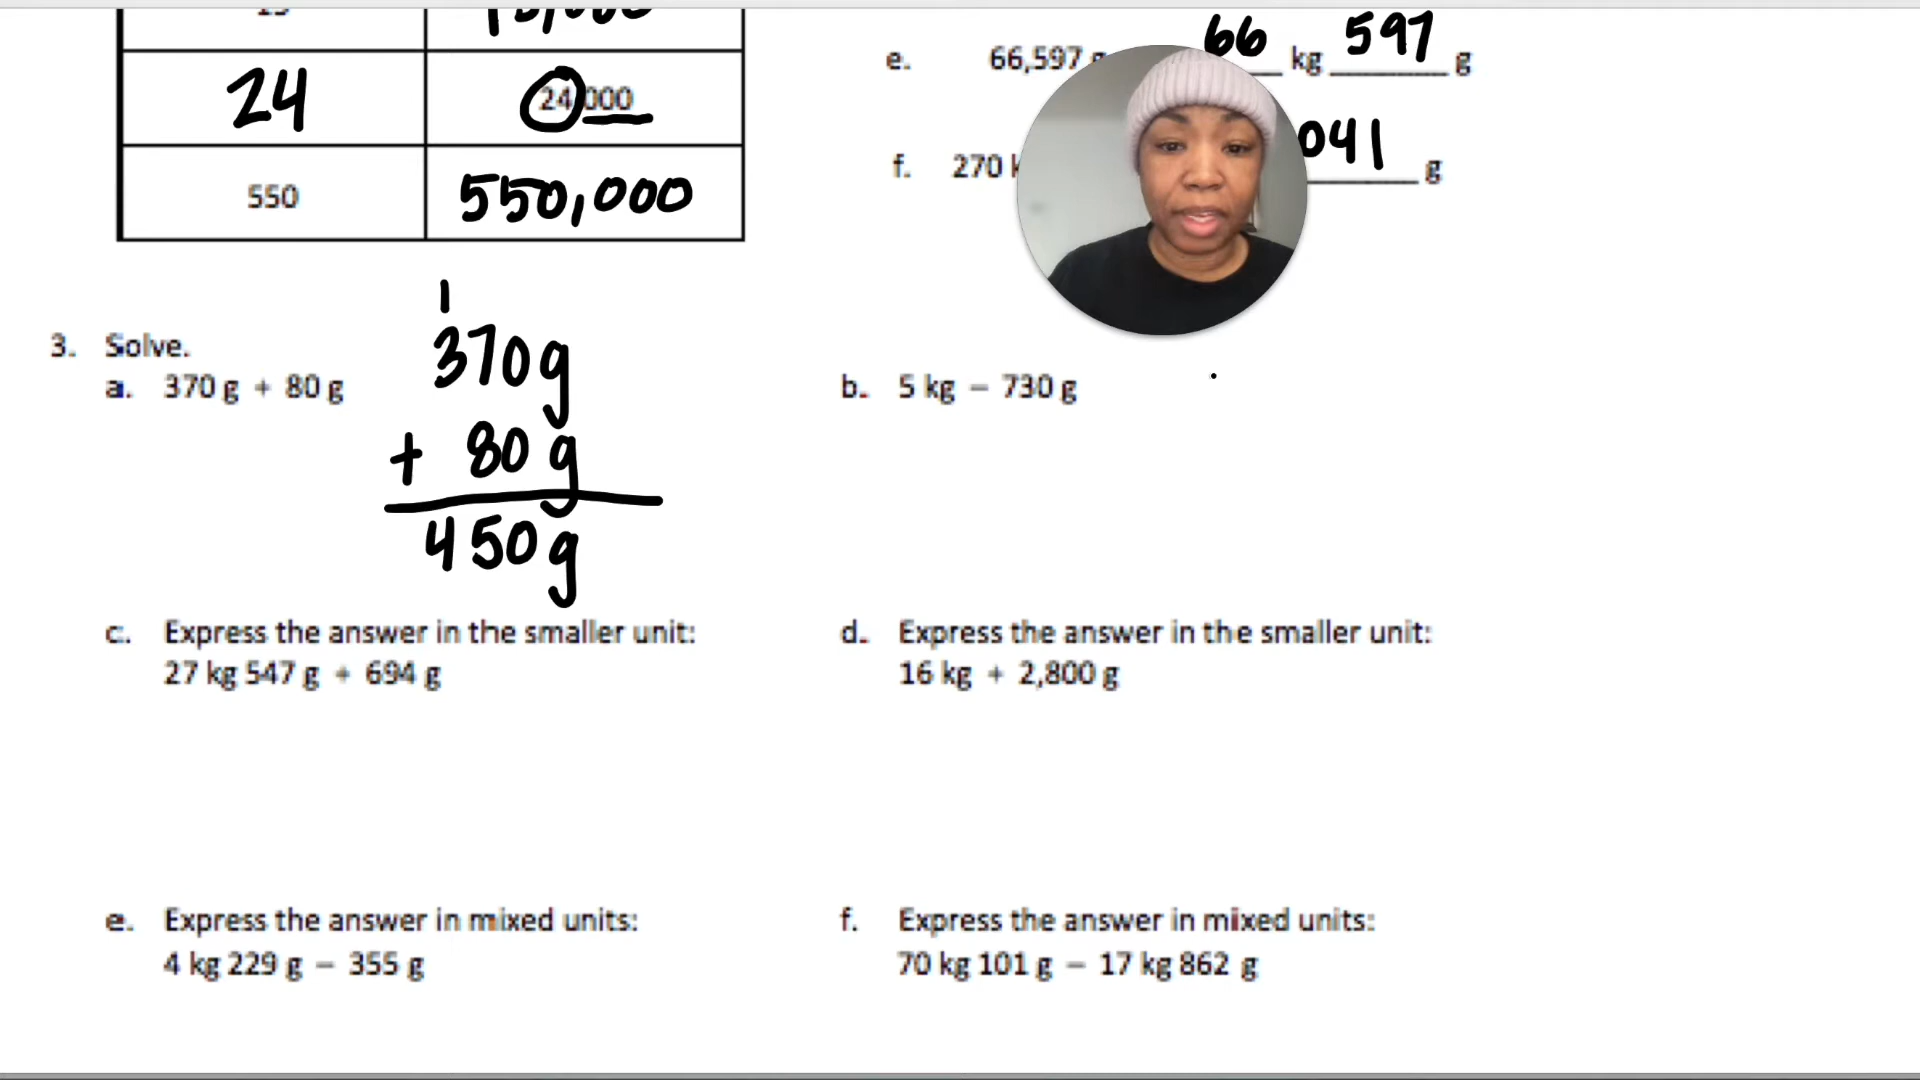 24
24,000
550
550,000
e. 66,597 g 66 kg 597 g
f. 270 041 g
3. Solve.
a. 370 g + 80 g
1
370g
+ 80g
450g
b. 5 kg − 730 g
c. Express the answer in the smaller unit:
27 kg 547 g + 694 g
d. Express the answer in the smaller unit:
16 kg + 2,800 g
e. Express the answer in mixed units:
4 kg 229 g − 355 g
f. Express the answer in mixed units:
70 kg 101 g − 17 kg 862 g